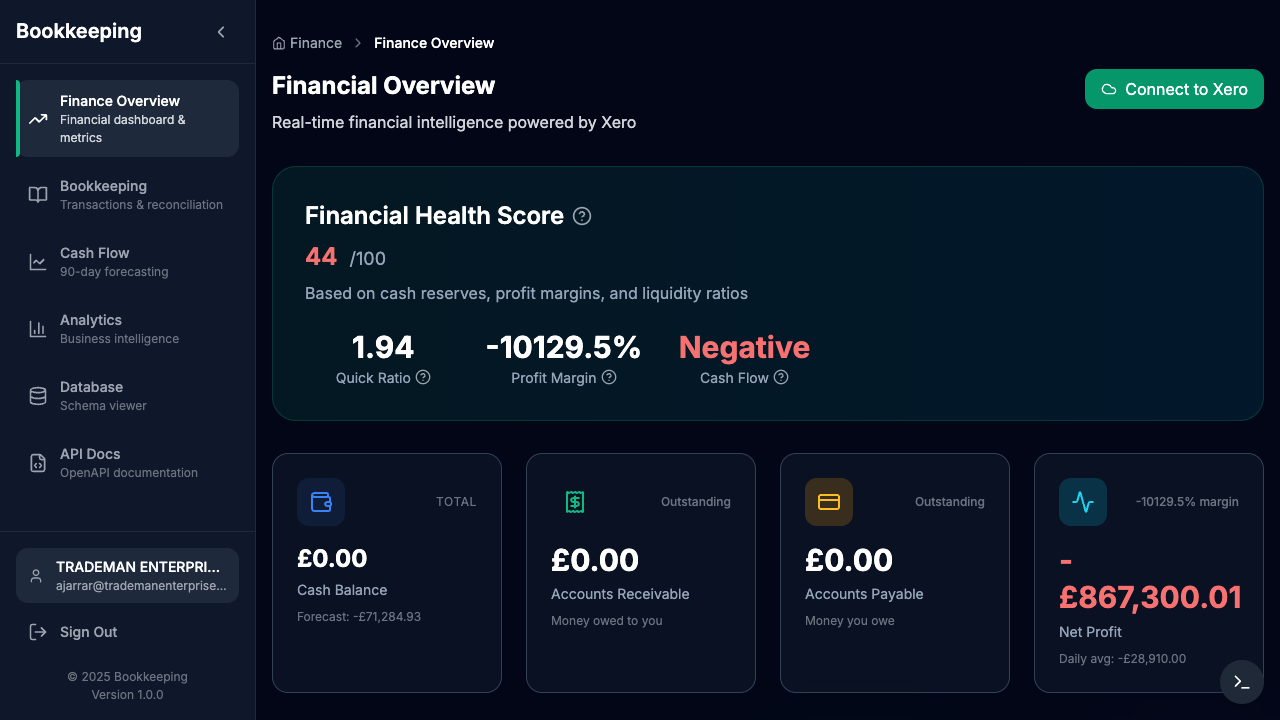 Bookkeeping
Finance Overview
Financial dashboard &
metrics
Bookkeeping
Transactions & reconciliation
Cash Flow
90-day forecasting
Analytics
Business intelligence
Database
Schema viewer
API Docs
OpenAPI documentation
TRADEMAN ENTERPRI...
ajarrar@trademanenterprise...
Sign Out
© 2025 Bookkeeping
Version 1.0.0
Finance > Finance Overview
Financial Overview
Real-time financial intelligence powered by Xero
Connect to Xero
Financial Health Score
44 /100
Based on cash reserves, profit margins, and liquidity ratios
1.94
Quick Ratio
-10129.5%
Profit Margin
Negative
Cash Flow
TOTAL
£0.00
Cash Balance
Forecast: -£71,284.93
Outstanding
£0.00
Accounts Receivable
Money owed to you
Outstanding
£0.00
Accounts Payable
Money you owe
-10129.5% margin
-
£867,300.01
Net Profit
Daily avg: -£28,910.00